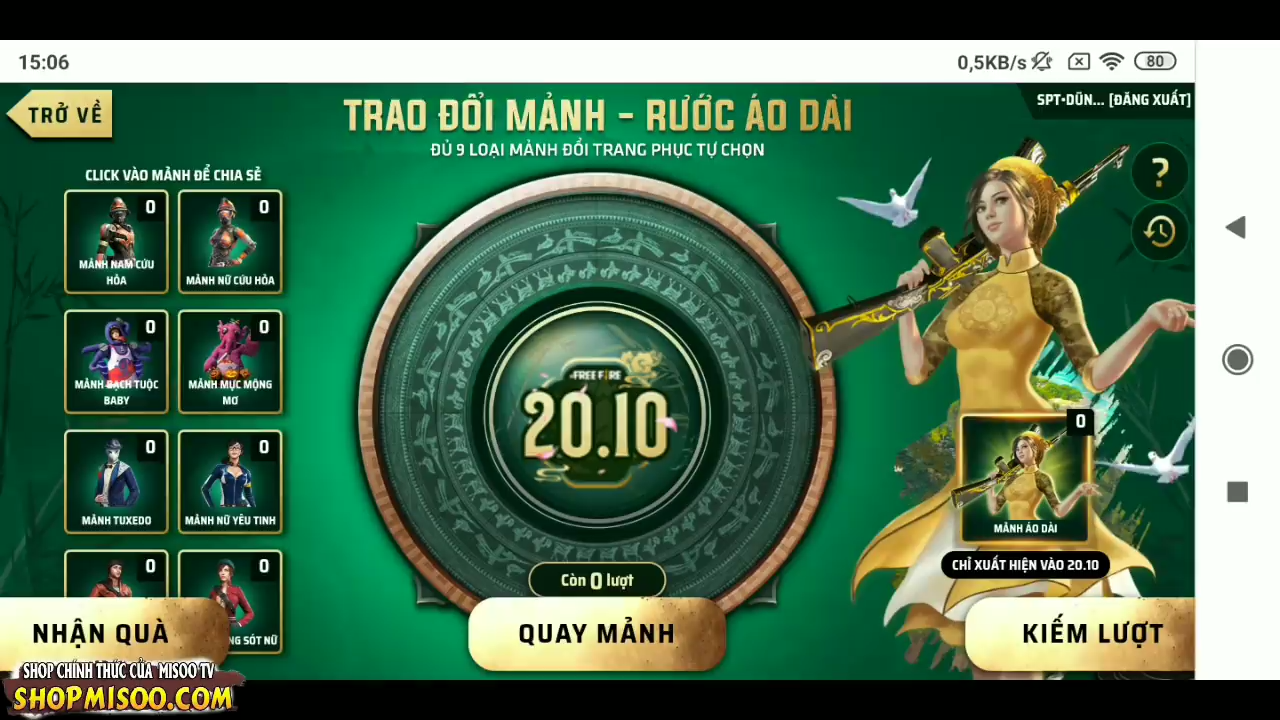 15:06
0,5KB/s
80
TRỞ VỀ
TRAO ĐỔI MẢNH - RƯỚC ÁO DÀI
SPT•DŨN... [ĐĂNG XUẤT]
ĐỦ 9 LOẠI MẢNH ĐỔI TRANG PHỤC TỰ CHỌN
?
CLICK VÀO MẢNH ĐỂ CHIA SẺ
0
MẢNH NAM CỨU
HỎA
0
MẢNH NỮ CỨU HỎA
0
MẢNH BẠCH TUỘC
BABY
0
MẢNH MỰC MỘNG
MƠ
0
MẢNH TUXEDO
0
MẢNH NỮ YÊU TINH
0
0
NG SÓT NỮ
FREE FIRE
20.10
0
MẢNH ÁO DÀI
CHỈ XUẤT HIỆN VÀO 20.10
Còn 0 lượt
NHẬN QUÀ
QUAY MẢNH
KIẾM LƯỢT
SHOP CHÍNH THỨC CỦA MISOO TV
SHOPMISOO.COM